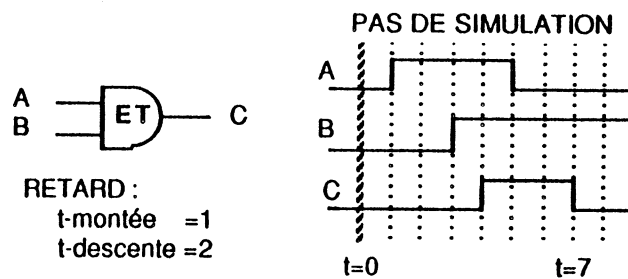 PAS DE SIMULATION
A
B
ET
C
RETARD :
t-montée =1
t-descente =2
A
B
C
t=0
t=7